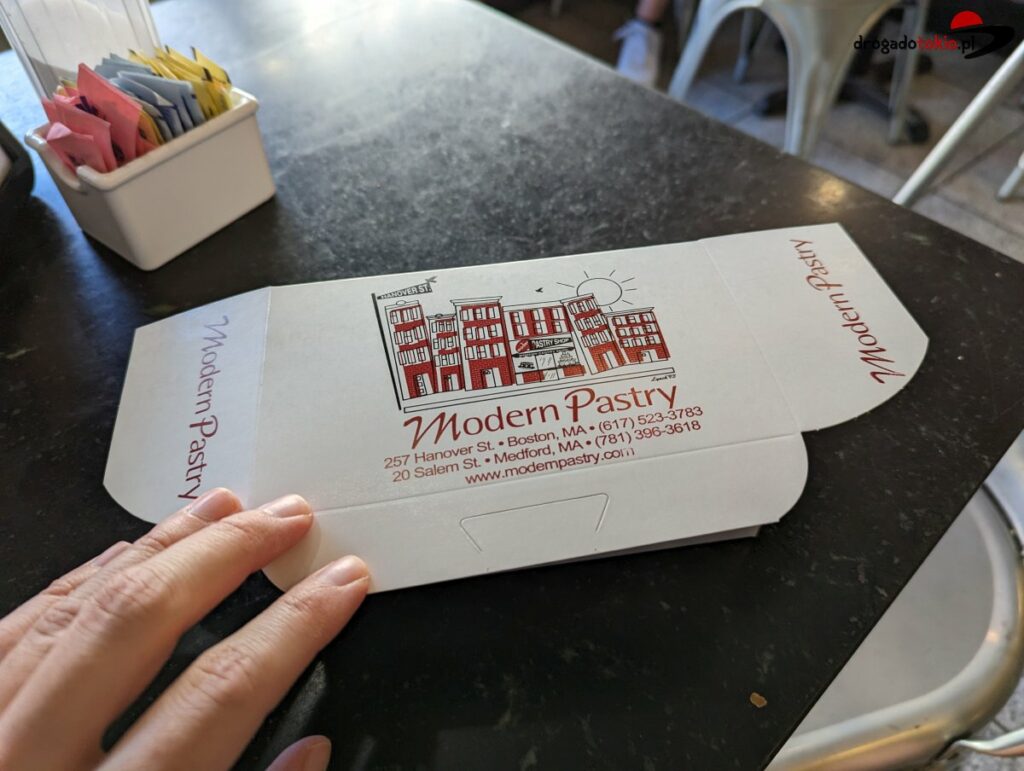 drogadotokio.pl
HANOVER ST.
PASTRY SHOP
Modern Pastry
257 Hanover St. • Boston, MA • (617) 523-3783
20 Salem St. • Medford, MA • (781) 396-3618
www.modernpastry.com
Modern Pastry
Modern Pastry